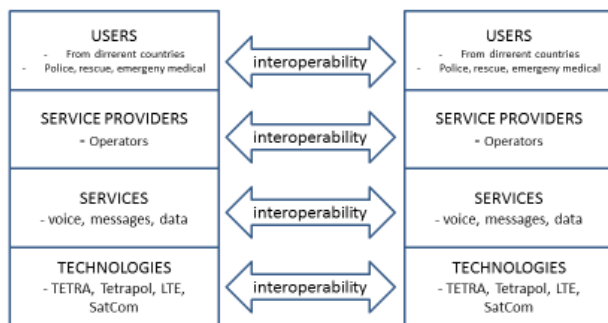 USERS
- From dirrerent countries
- Police, rescue, emergeny medical
interoperability
USERS
- From dirrerent countries
- Police, rescue, emergeny medical
SERVICE PROVIDERS
- Operators
interoperability
SERVICE PROVIDERS
- Operators
SERVICES
- voice, messages, data
interoperability
SERVICES
- voice, messages, data
TECHNOLOGIES
- TETRA, Tetrapol, LTE,
SatCom
interoperability
TECHNOLOGIES
- TETRA, Tetrapol, LTE,
SatCom